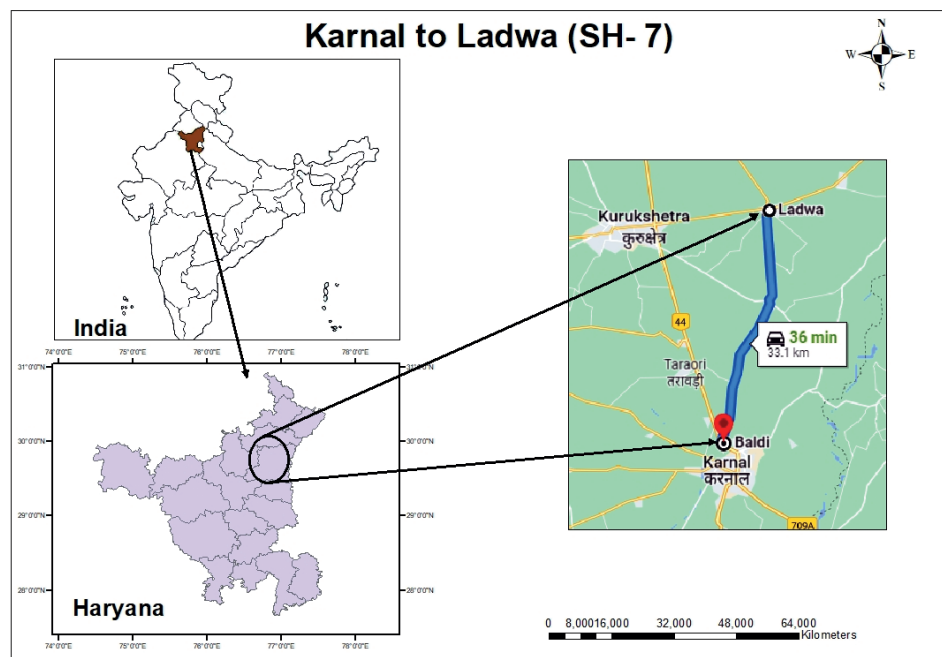 Karnal to Ladwa (SH- 7)
N
W E
S
India
74°0'0"E 75°0'0"E 76°0'0"E 77°0'0"E 78°0'0"E
31°0'0"N 31°0'0"N
30°0'0"N 30°0'0"N
29°0'0"N 29°0'0"N
28°0'0"N 28°0'0"N
Haryana
74°0'0"E 75°0'0"E 76°0'0"E 77°0'0"E 78°0'0"E
Kurukshetra
कुरुक्षेत्र
Ladwa
44
36 min
33.1 km
Taraori
तरावड़ी
Baldi
Karnal
करनाल
709A
0 8,000 16,000 32,000 48,000 64,000
Kilometers